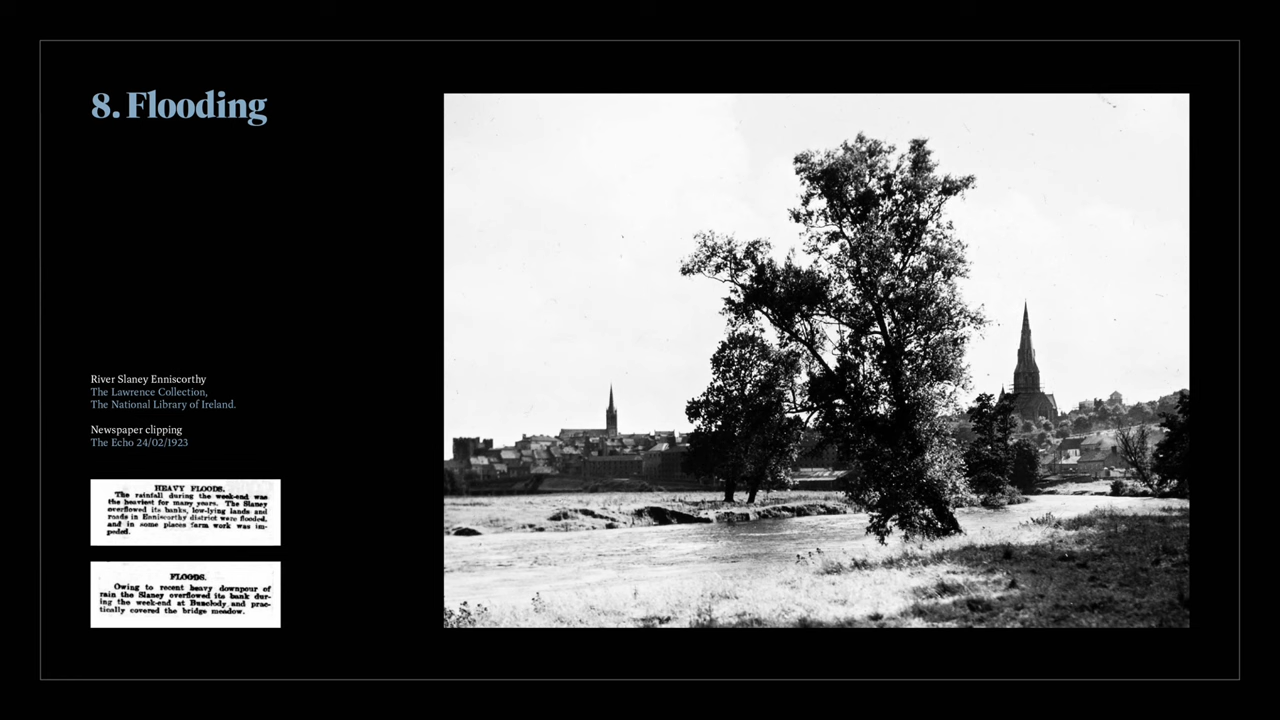 8. Flooding
River Slaney Enniscorthy
The Lawrence Collection,
The National Library of Ireland.
Newspaper clipping
The Echo 24/02/1923
HEAVY FLOODS.
The rainfall during the week-end was
the heaviest for many years. The Slaney
overflowed its banks, low-lying lands and
roads in Enniscorthy district were flooded,
and in some places farm work was im-
peded.
FLOODS.
Owing to recent heavy downpour of
rain the Slaney overflowed its bank dur-
ing the week-end at Bunclody and prac-
tically covered the bridge meadow.